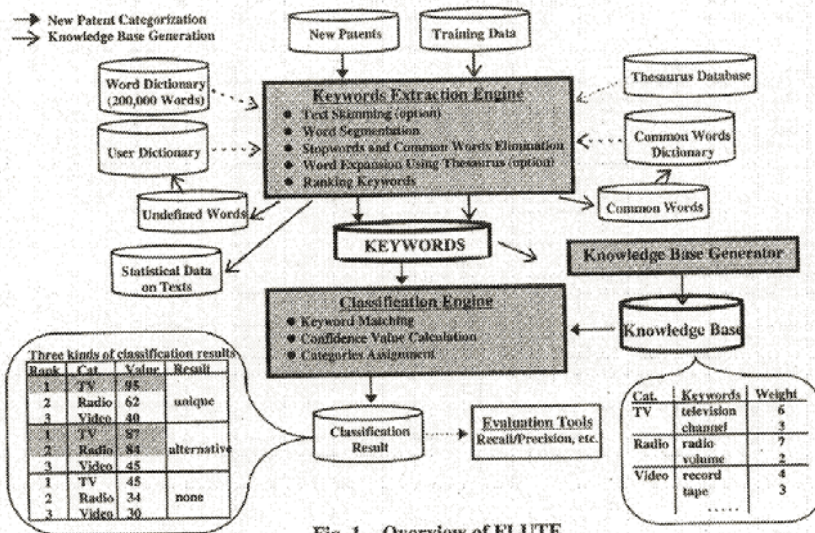 New Patent Categorization
Knowledge Base Generation
New Patents
Training Data
Word Dictionary
(200,000 Words)
User Dictionary
Undefined Words
Statistical Data
on Texts
Keywords Extraction Engine
● Text Skimming (option)
● Word Segmentation
● Stopwords and Common Words Elimination
● Word Expansion Using Thesaurus (option)
● Ranking Keywords
Thesaurus Database
Common Words
Dictionary
Common Words
KEYWORDS
Knowledge Base Generator
Classification Engine
● Keyword Matching
● Confidence Value Calculation
● Categories Assignment
Knowledge Base
Three kinds of classification results
Rank Cat. Value Result
1 TV 95
2 Radio 62 unique
3 Video 40
1 TV 87
2 Radio 84 alternative
3 Video 45
1 TV 45
2 Radio 34 none
3 Video 30
Classification
Result
Evaluation Tools
Recall/Precision, etc.
Cat. Keywords Weight
TV television 6
channel 3
Radio radio 7
volume 2
Video record 4
tape 3
.....
Fig. 1 Overview of FLUTE